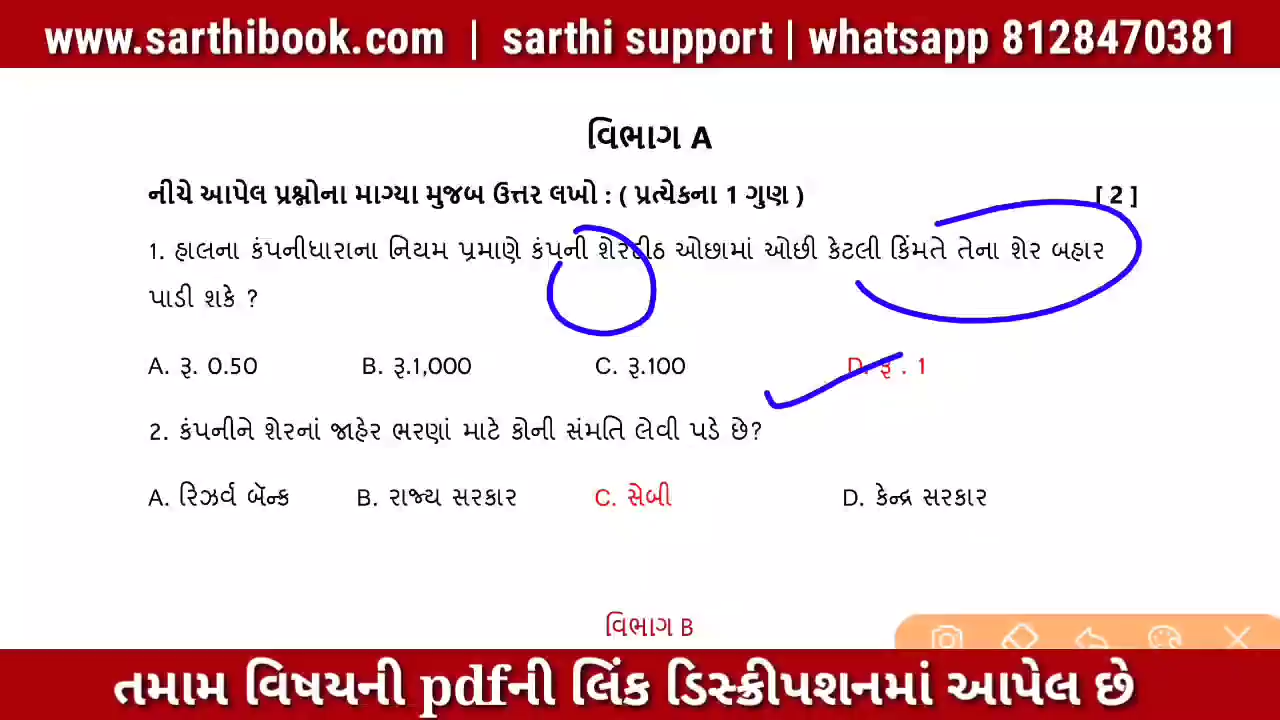 www.sarthibook.com | sarthi support | whatsapp 8128470381
વિભાગ A
નીચે આપેલ પ્રશ્નોના માગ્યા મુજબ ઉત્તર લખો : ( પ્રત્યેકના 1 ગુણ ) [ 2 ]
1. હાલના કંપનીધારાના નિયમ પ્રમાણે કંપની શેરદીઠ ઓછામાં ઓછી કેટલી કિંમતે તેના શેર બહાર
પાડી શકે ?
A. રૂ. 0.50 B. રૂ.1,000 C. રૂ.100 D. રૂ . 1
2. કંપનીને શેરનાં જાહેર ભરણાં માટે કોની સંમતિ લેવી પડે છે?
A. રિઝર્વ બૅન્ક B. રાજ્ય સરકાર C. સેબી D. કેન્દ્ર સરકાર
વિભાગ B
તમામ વિષયની pdfની લિંક ડિસ્ક્રીપશનમાં આપેલ છે